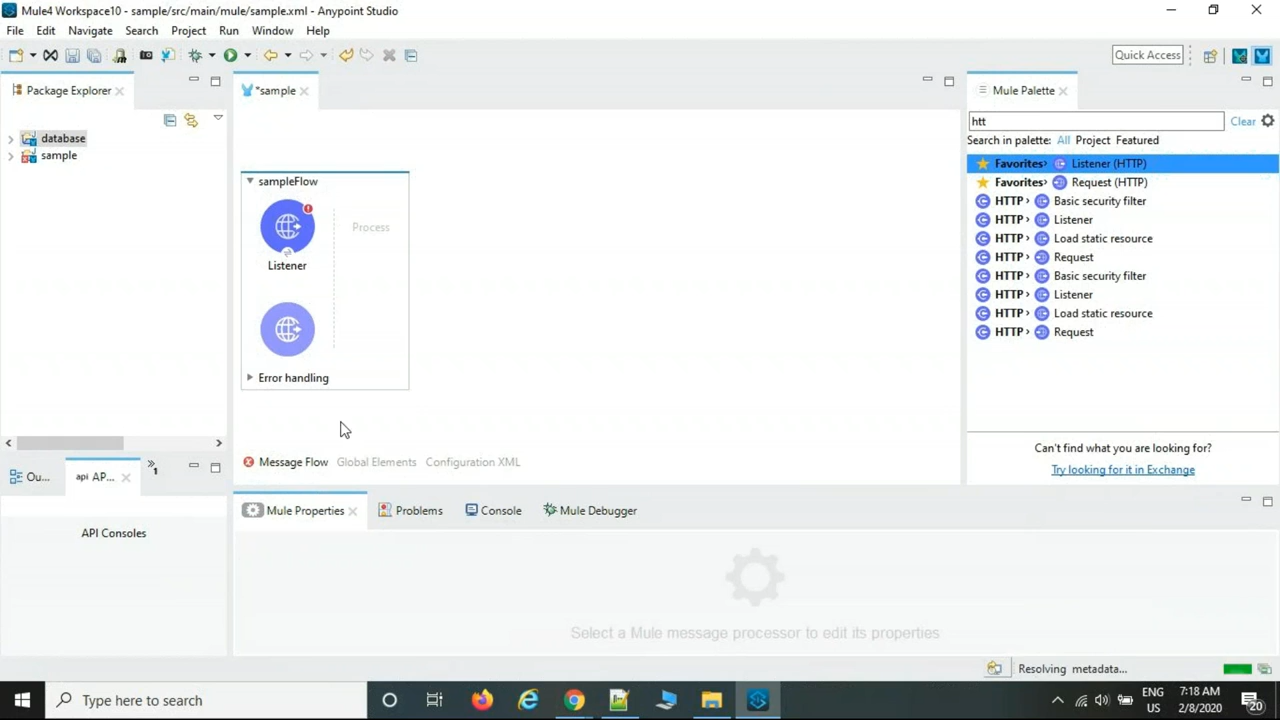 Mule4 Workspace10 - sample/src/main/mule/sample.xml - Anypoint Studio
File Edit Navigate Search Project Run Window Help
Quick Access
Package Explorer
database
sample
*sample
sampleFlow
Process
Listener
Error handling
Message Flow Global Elements Configuration XML
Mule Palette
htt
Clear
Search in palette: All Project Featured
Favorites› Listener (HTTP)
Favorites› Request (HTTP)
HTTP› Basic security filter
HTTP› Listener
HTTP› Load static resource
HTTP› Request
HTTP› Basic security filter
HTTP› Listener
HTTP› Load static resource
HTTP› Request
Can't find what you are looking for?
Try looking for it in Exchange
Ou... api AP... »1
API Consoles
Mule Properties Problems Console Mule Debugger
Select a Mule message processor to edit its properties
Resolving metadata...
Type here to search
ENG
US
7:18 AM
2/8/2020
20